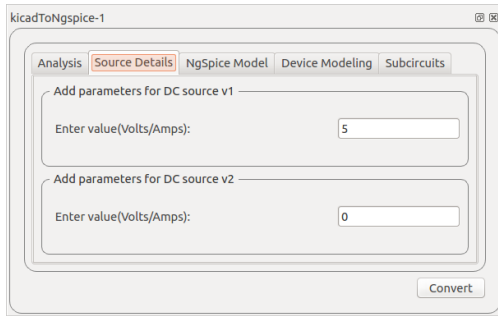 kicadToNgspice-1
Analysis Source Details NgSpice Model Device Modeling Subcircuits
Add parameters for DC source v1
Enter value(Volts/Amps): 5
Add parameters for DC source v2
Enter value(Volts/Amps): 0
Convert